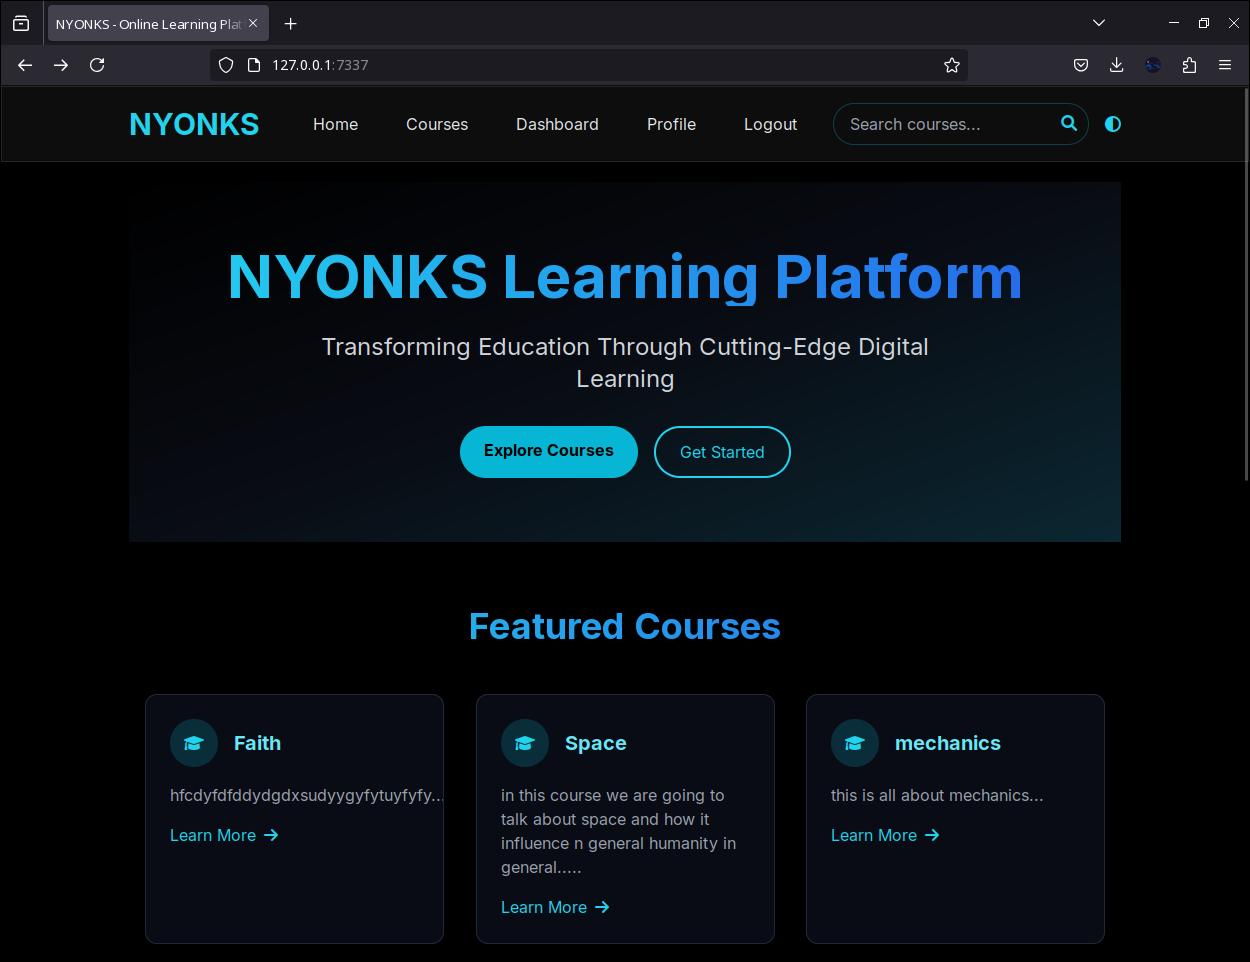 NYONKS - Online Learning Plat
127.0.0.1:7337
NYONKS
Home
Courses
Dashboard
Profile
Logout
Search courses...
NYONKS Learning Platform
Transforming Education Through Cutting-Edge Digital
Learning
Explore Courses
Get Started
Featured Courses
Faith
hfcdyfdfddydgdxsudyygyfytuyfyfy...
Learn More
Space
in this course we are going to
talk about space and how it
influence n general humanity in
general.....
Learn More
mechanics
this is all about mechanics...
Learn More